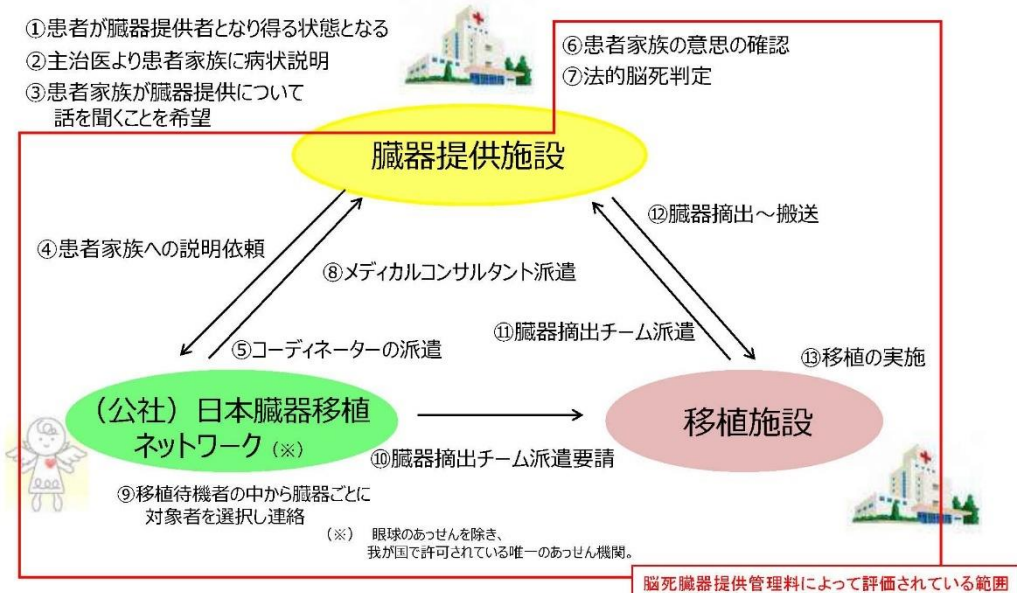 ①患者が臓器提供者となり得る状態となる
②主治医より患者家族に病状説明
③患者家族が臓器提供について
話を聞くことを希望
⑥患者家族の意思の確認
⑦法的脳死判定
臓器提供施設
④患者家族への説明依頼
⑧メディカルコンサルタント派遣
⑤コーディネーターの派遣
⑫臓器摘出～搬送
⑪臓器摘出チーム派遣
⑬移植の実施
（公社）日本臓器移植
ネットワーク（※）
⑩臓器摘出チーム派遣要請
移植施設
⑨移植待機者の中から臓器ごとに
対象者を選択し連絡
（※） 眼球のあっせんを除き、
我が国で許可されている唯一のあっせん機関。
脳死臓器提供管理料によって評価されている範囲